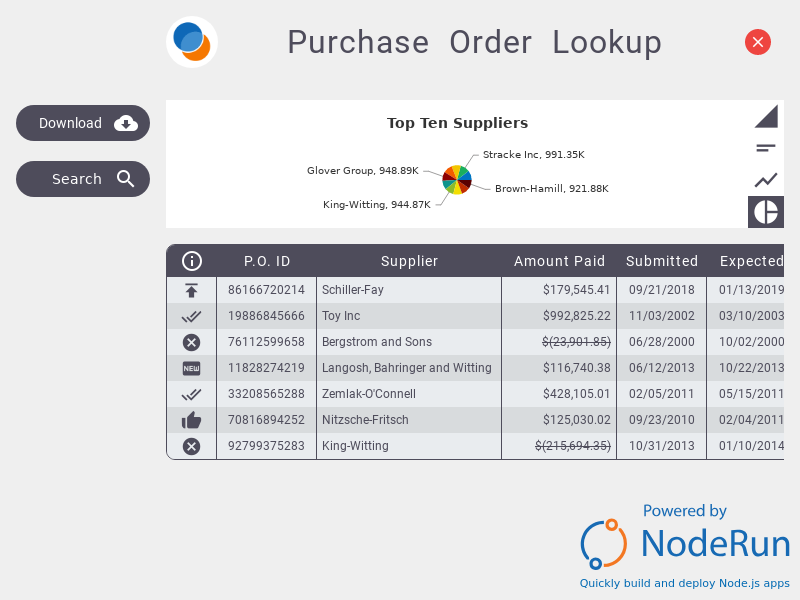 Purchase Order Lookup
Download
Search
Top Ten Suppliers
Stracke Inc, 991.35K
Glover Group, 948.89K
Brown-Hamill, 921.88K
King-Witting, 944.87K
P.O. ID Supplier Amount Paid Submitted Expected
86166720214 Schiller-Fay $179,545.41 09/21/2018 01/13/2019
19886845666 Toy Inc $992,825.22 11/03/2002 03/10/2003
76112599658 Bergstrom and Sons $(23,901.85) 06/28/2000 10/02/2000
NEW 11828274219 Langosh, Bahringer and Witting $116,740.38 06/12/2013 10/22/2013
33208565288 Zemlak-O'Connell $428,105.01 02/05/2011 05/15/2011
70816894252 Nitzsche-Fritsch $125,030.02 09/23/2010 02/04/2011
92799375283 King-Witting $(215,694.35) 10/31/2013 01/10/2014
Powered by
NodeRun
Quickly build and deploy Node.js apps